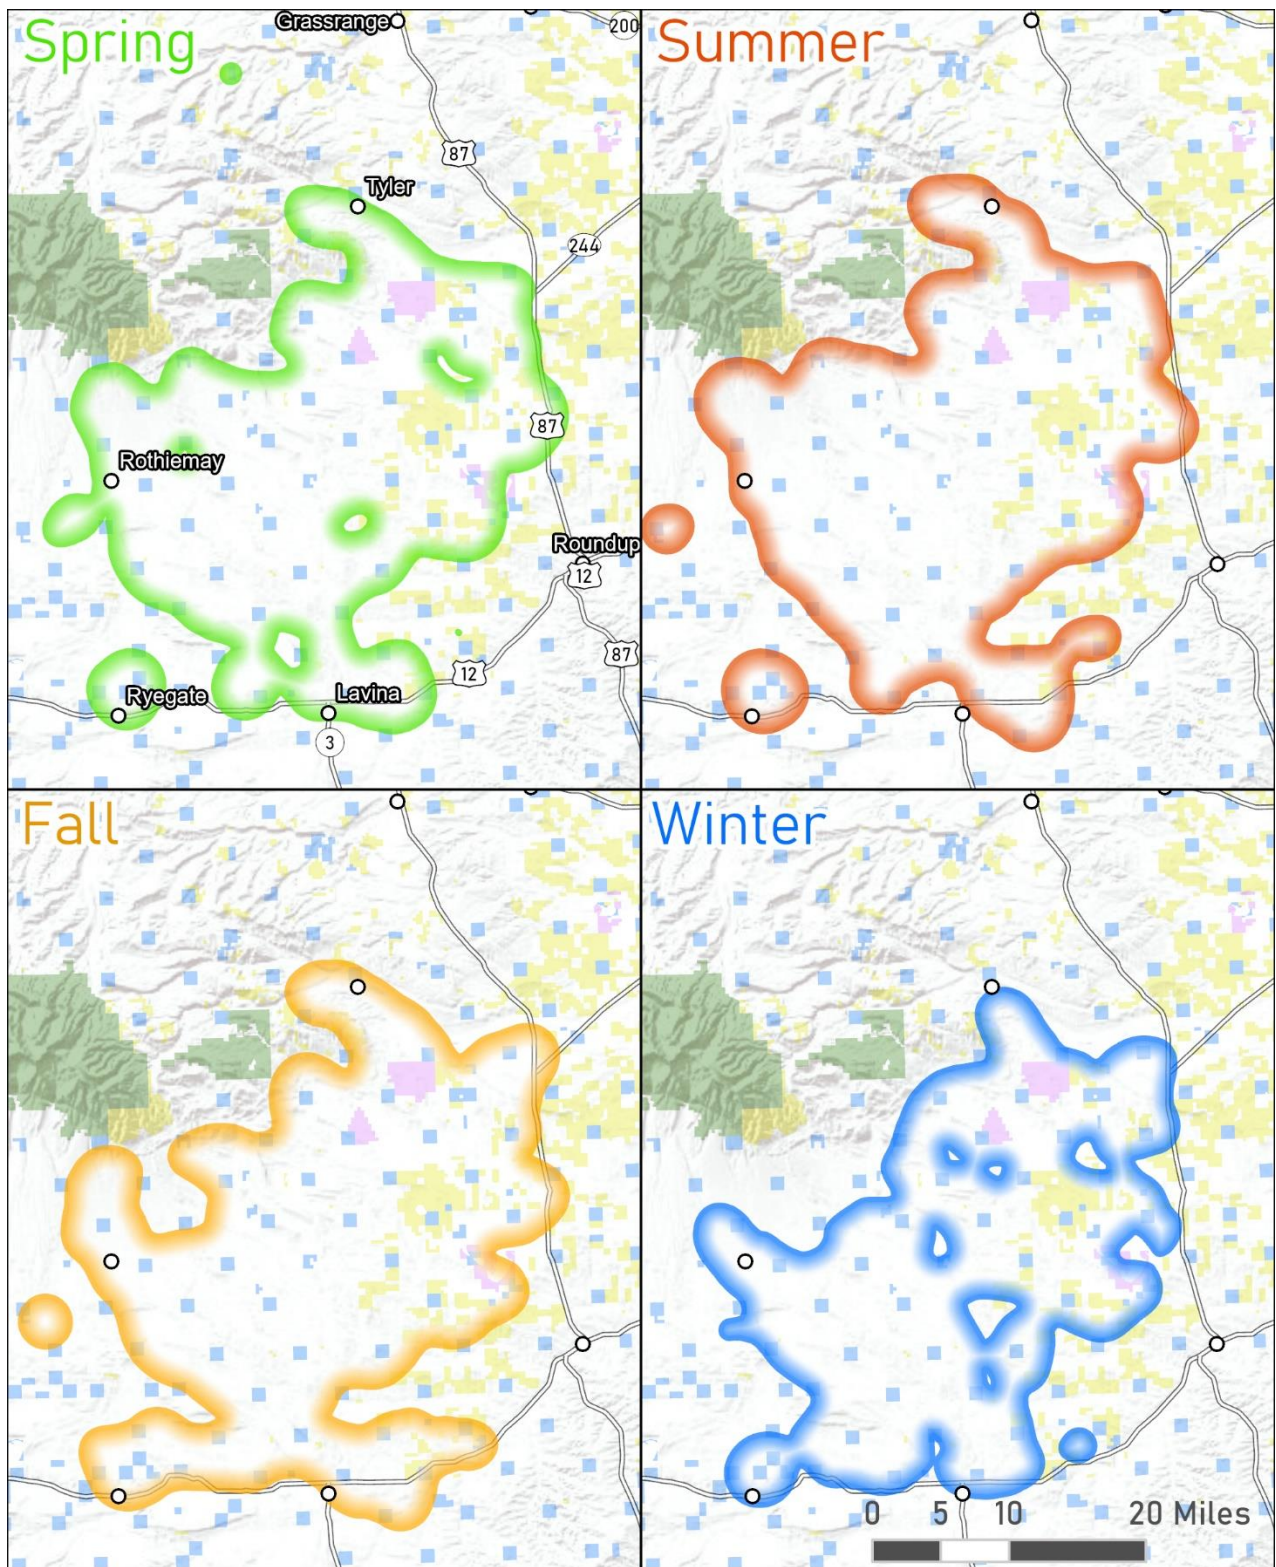 Spring
Grassrange
200
87
Tyler
244
87
Rothiemay
Roundup
12
87
12
Ryegate
Lavina
3
Summer
Fall
Winter
0 5 10 20 Miles